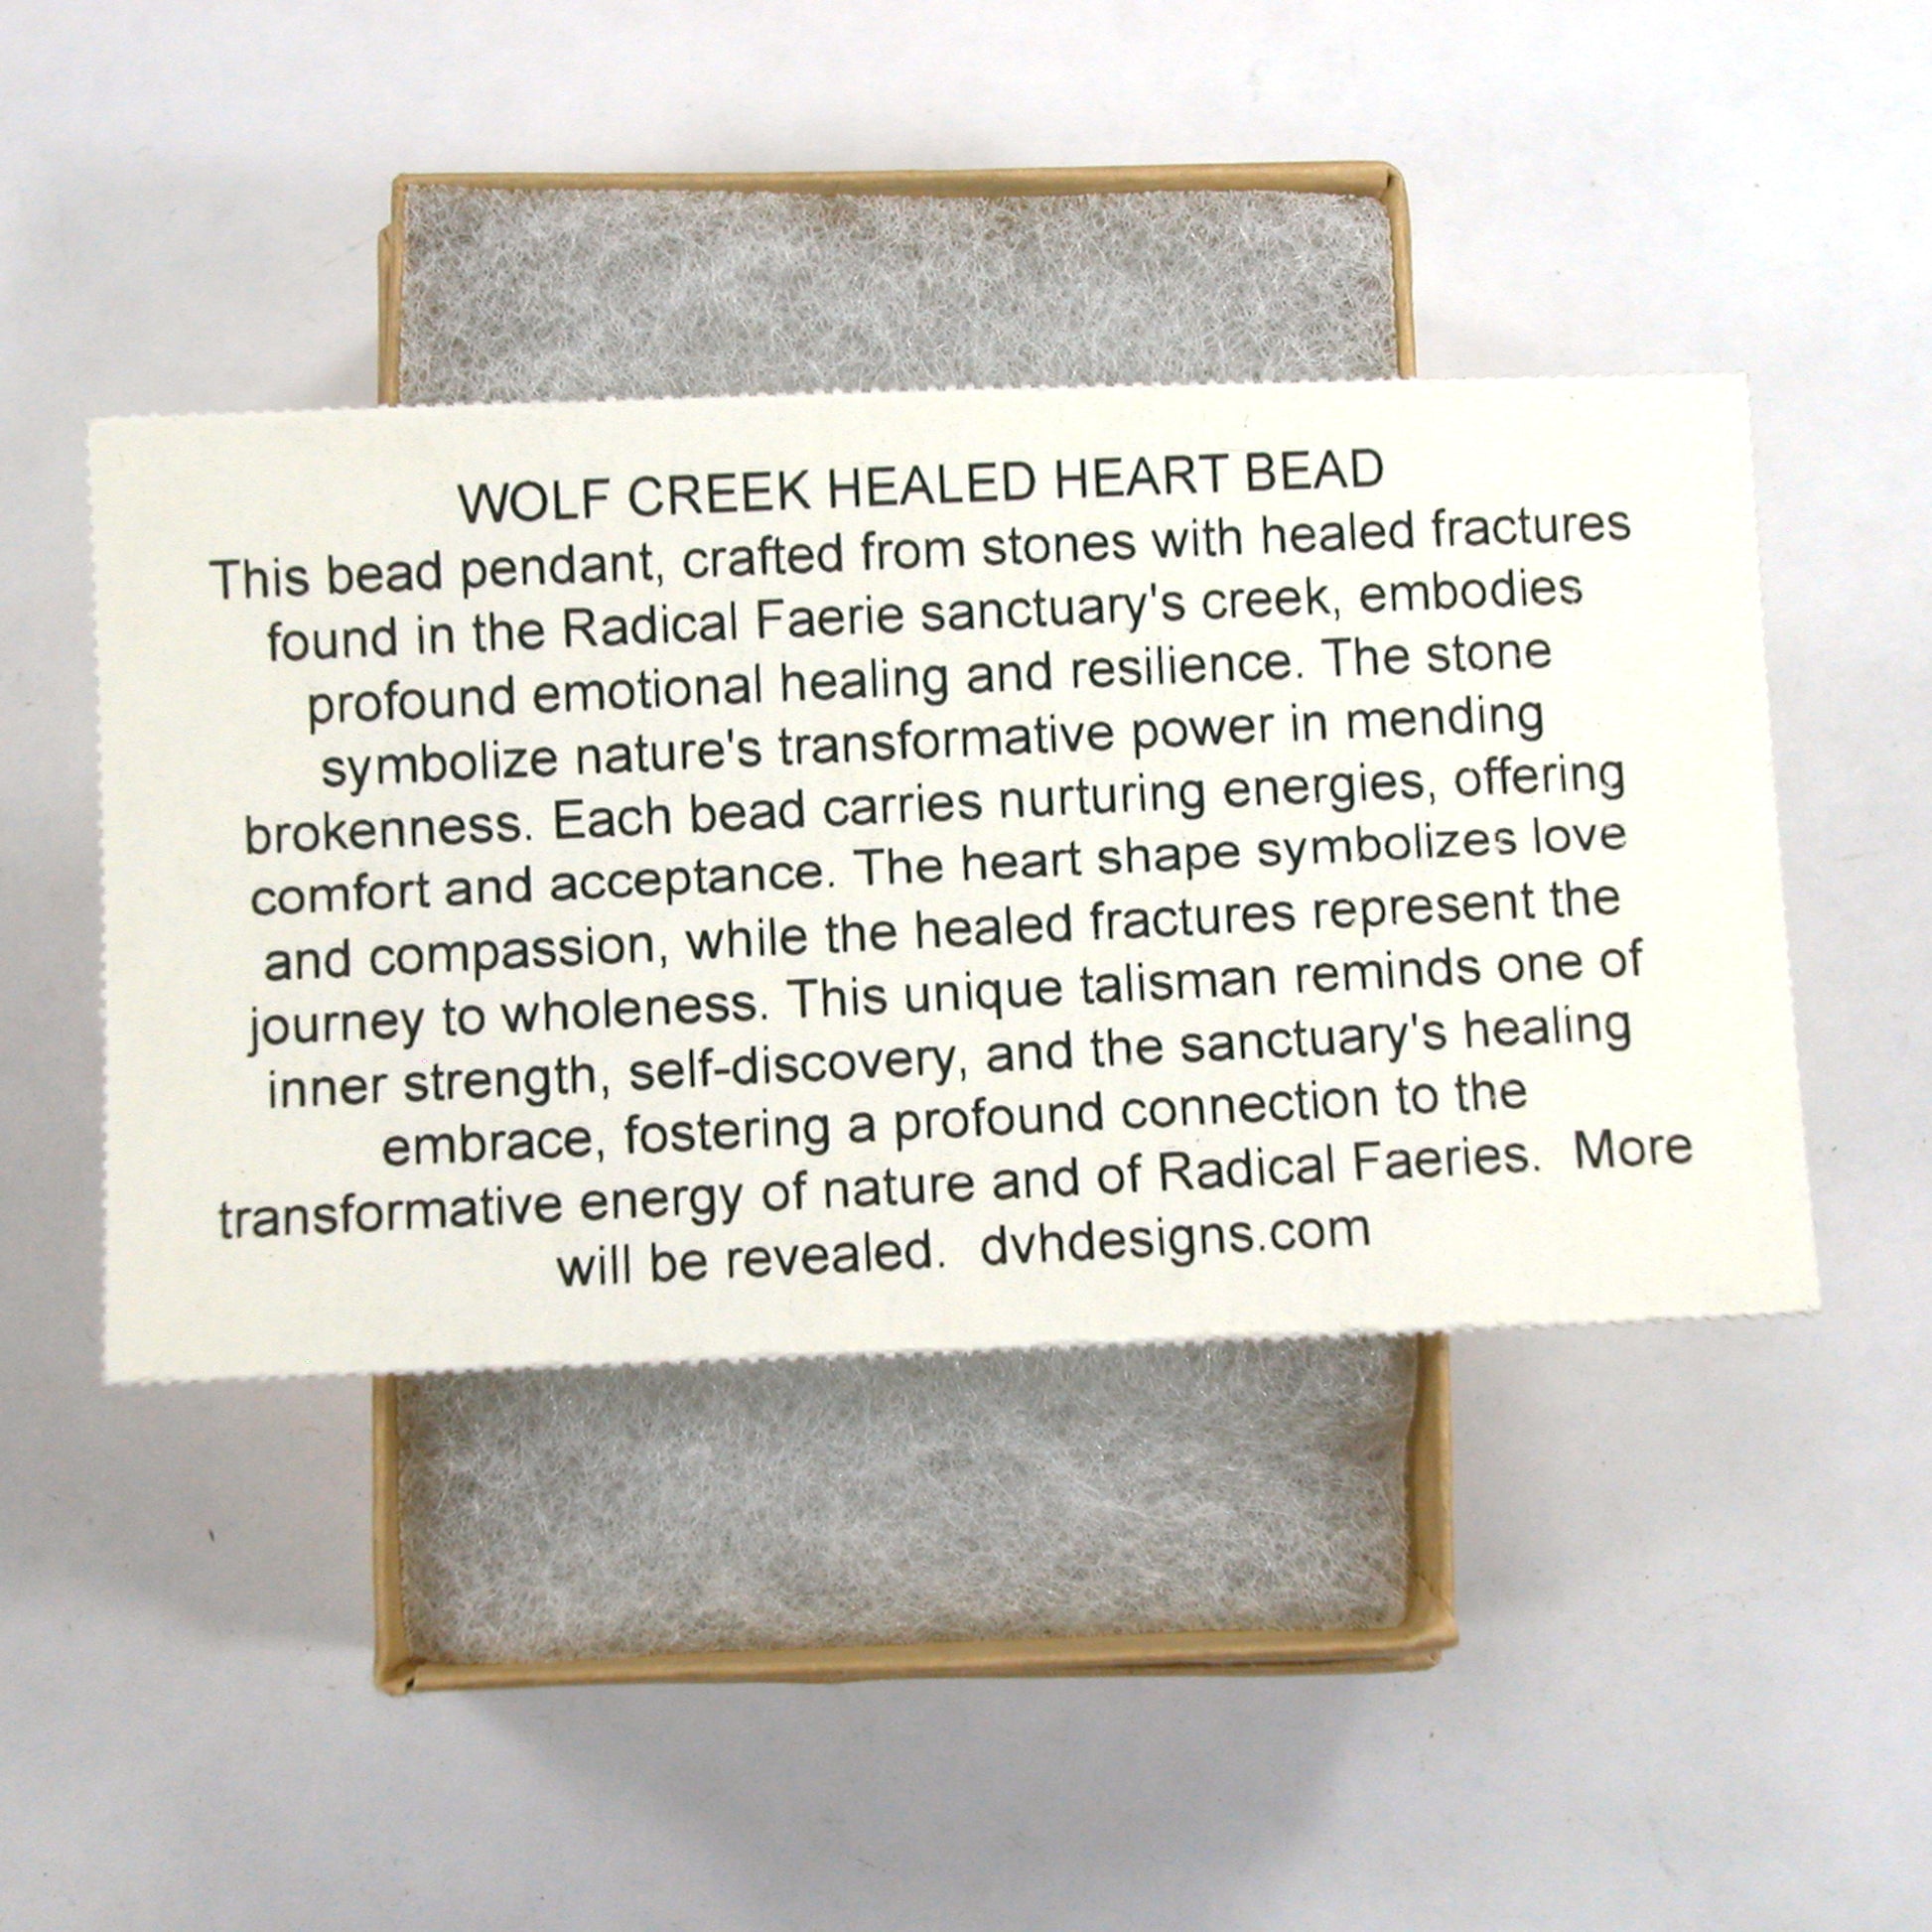 WOLF CREEK HEALED HEART BEAD
This bead pendant, crafted from stones with healed fractures
found in the Radical Faerie sanctuary's creek, embodies
profound emotional healing and resilience. The stone
symbolize nature's transformative power in mending
brokenness. Each bead carries nurturing energies, offering
comfort and acceptance. The heart shape symbolizes love
and compassion, while the healed fractures represent the
journey to wholeness. This unique talisman reminds one of
inner strength, self-discovery, and the sanctuary's healing
embrace, fostering a profound connection to the
transformative energy of nature and of Radical Faeries.  More
will be revealed.  dvhdesigns.com